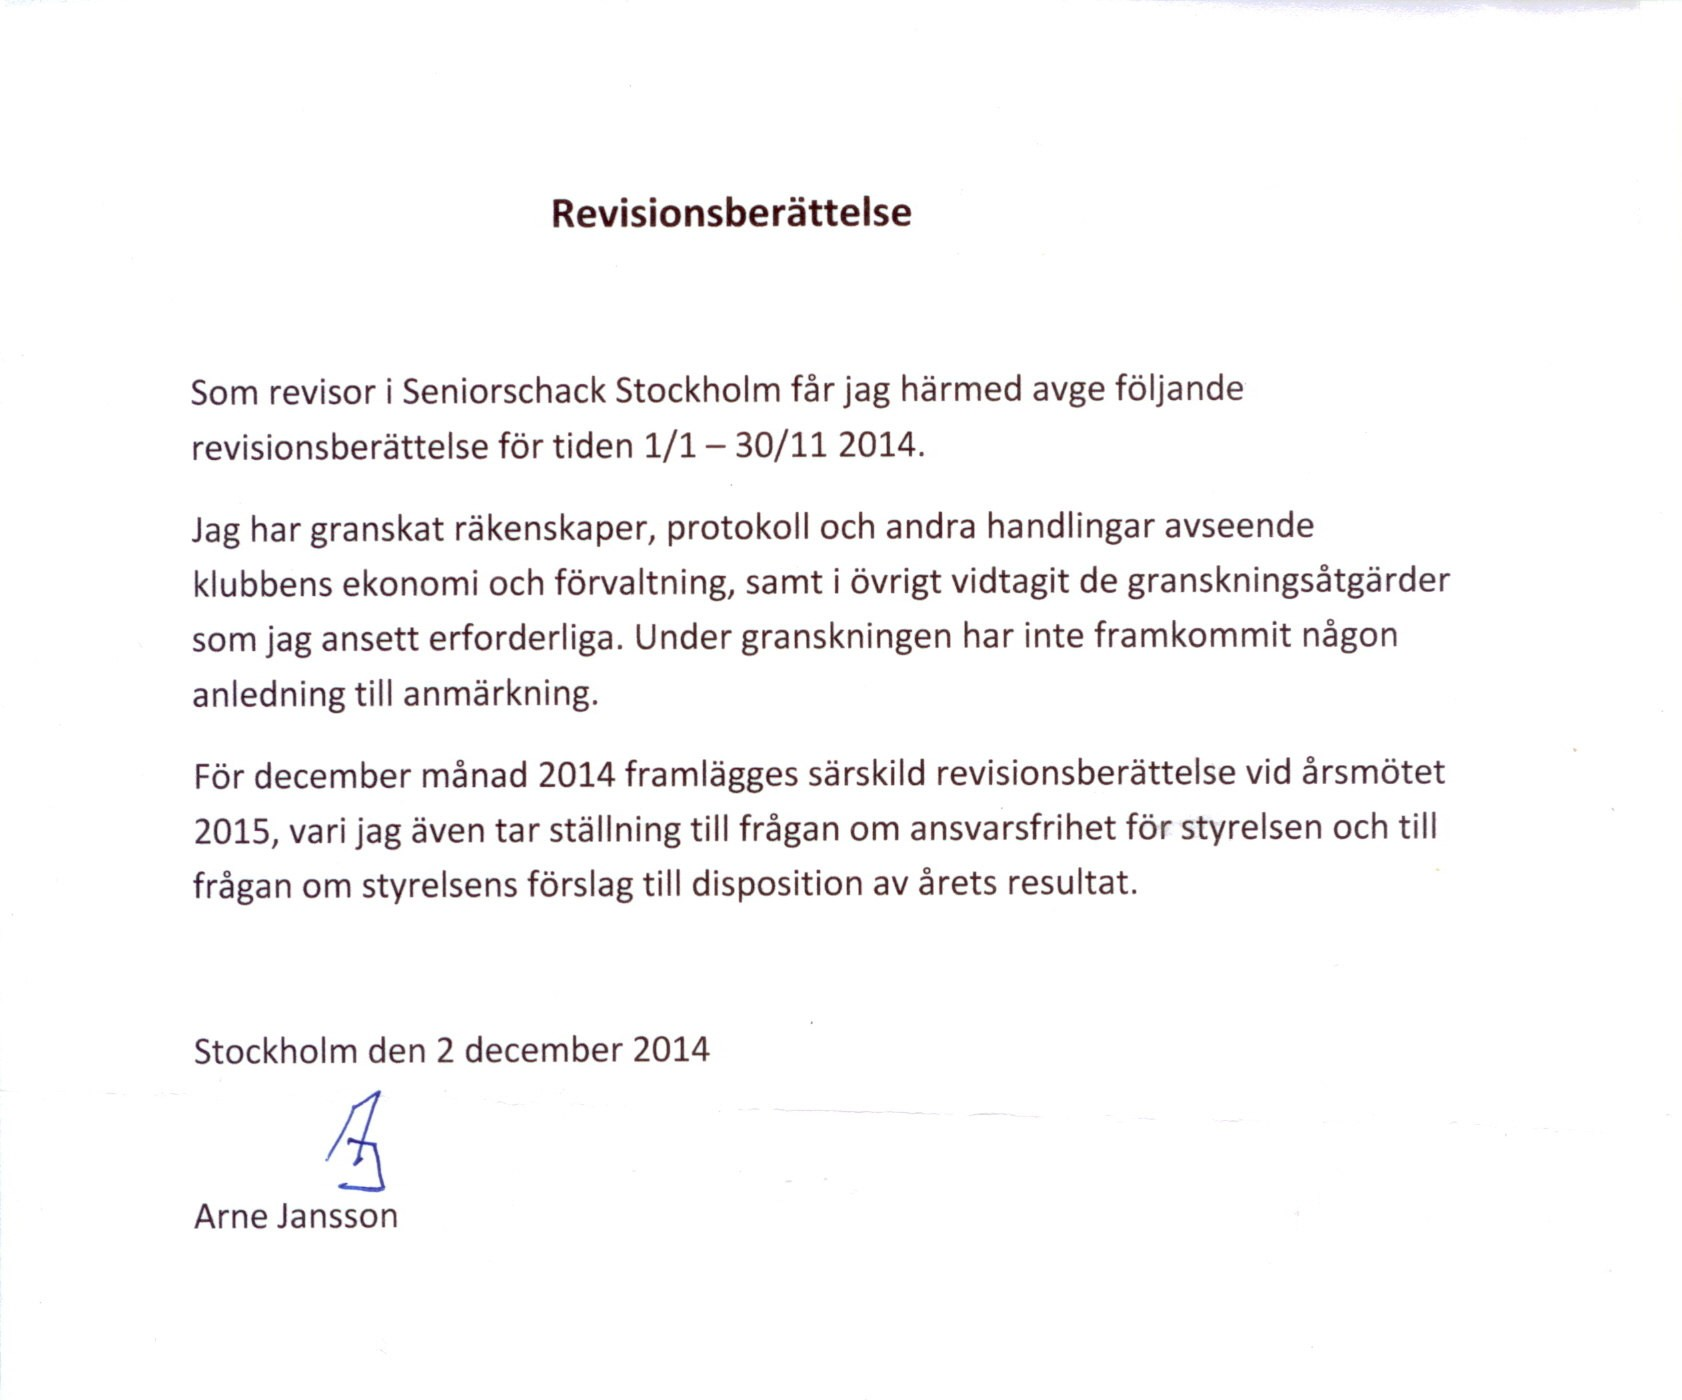 Revisionsberättelse
Som revisor i Seniorschack Stockholm får jag härmed avge följande
revisionsberättelse för tiden 1/1 – 30/11 2014.
Jag har granskat räkenskaper, protokoll och andra handlingar avseende
klubbens ekonomi och förvaltning, samt i övrigt vidtagit de granskningsåtgärder
som jag ansett erforderliga. Under granskningen har inte framkommit någon
anledning till anmärkning.
För december månad 2014 framlägges särskild revisionsberättelse vid årsmötet
2015, vari jag även tar ställning till frågan om ansvarsfrihet för styrelsen och till
frågan om styrelsens förslag till disposition av årets resultat.
Stockholm den 2 december 2014
AJ
Arne Jansson